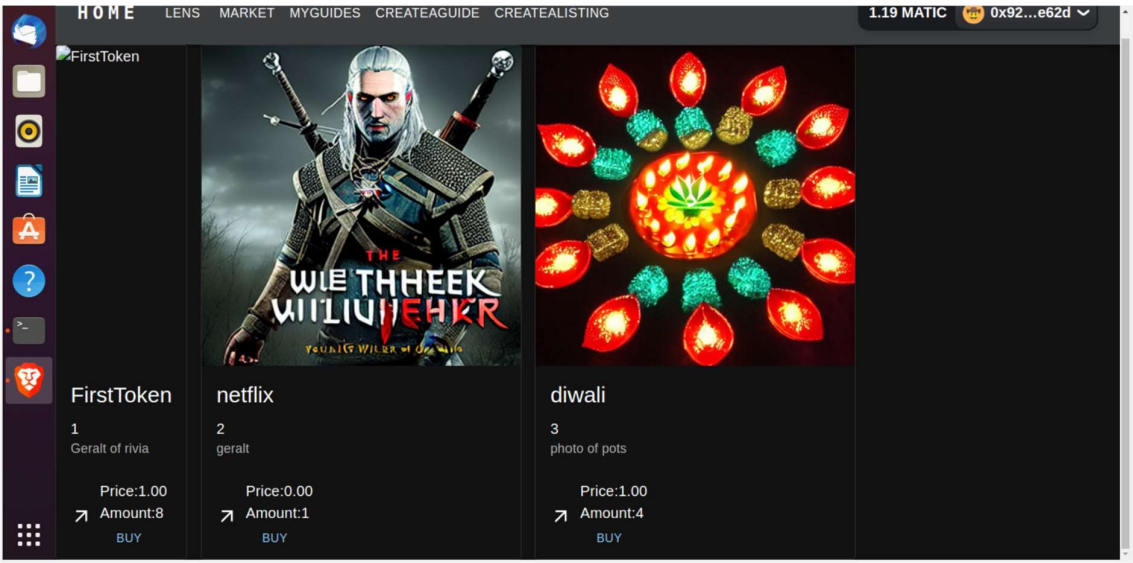 HOME LENS MARKET MYGUIDES CREATEAGUIDE CREATEALISTING 1.19 MATIC 0x92...e62d
FirstToken
THE
WIE THHEEK
FirstToken
1
Geralt of rivia
Price:1.00
Amount:8
BUY
netflix
2
geralt
Price:0.00
Amount:1
BUY
diwali
3
photo of pots
Price:1.00
Amount:4
BUY